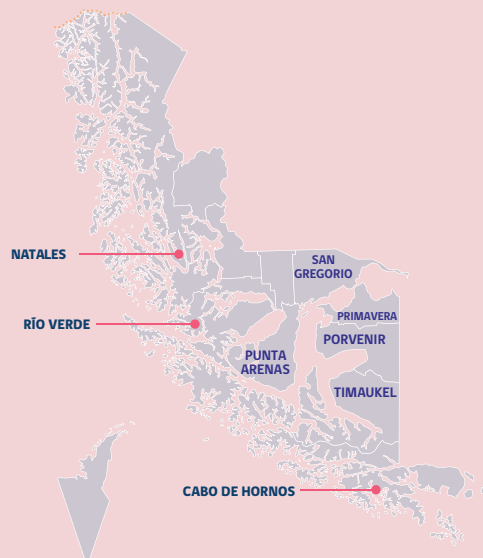 NATALES
SAN
GREGORIO
PRIMAVERA
RÍO VERDE
PORVENIR
PUNTA
ARENAS
TIMAUKEL
CABO DE HORNOS